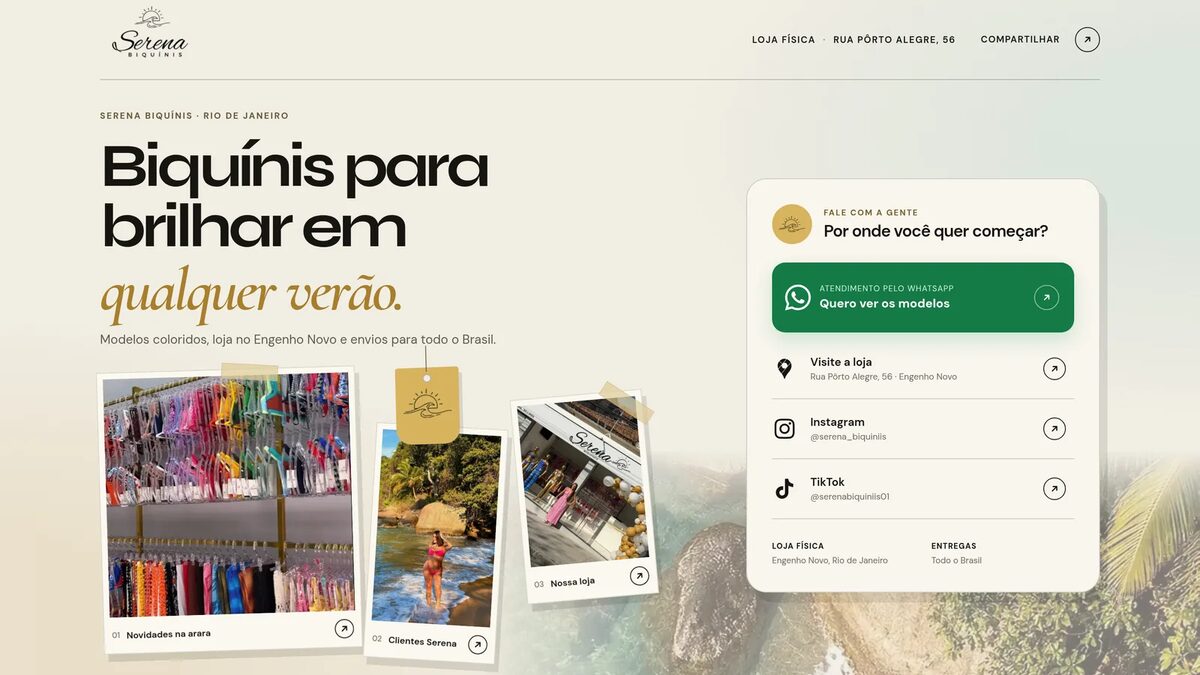 Serena
BIQUÍNIS
LOJA FÍSICA · RUA PÔRTO ALEGRE, 56
COMPARTILHAR
SERENA BIQUÍNIS · RIO DE JANEIRO
Biquínis para
brilhar em
qualquer verão.
Modelos coloridos, loja no Engenho Novo e envios para todo o Brasil.
01 Novidades na arara
02 Clientes Serena
Serena
03 Nossa loja
FALE COM A GENTE
Por onde você quer começar?
ATENDIMENTO PELO WHATSAPP
Quero ver os modelos
Visite a loja
Rua Pôrto Alegre, 56 · Engenho Novo
Instagram
@serena_biquiniis
TikTok
@serenabiquiniis01
LOJA FÍSICA
Engenho Novo, Rio de Janeiro
ENTREGAS
Todo o Brasil